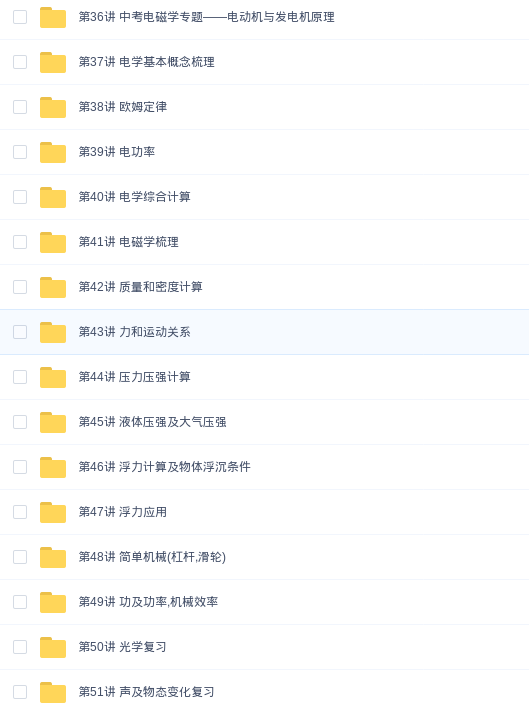 第36讲 中考电磁学专题——电动机与发电机原理
第37讲 电学基本概念梳理
第38讲 欧姆定律
第39讲 电功率
第40讲 电学综合计算
第41讲 电磁学梳理
第42讲 质量和密度计算
第43讲 力和运动关系
第44讲 压力压强计算
第45讲 液体压强及大气压强
第46讲 浮力计算及物体浮沉条件
第47讲 浮力应用
第48讲 简单机械(杠杆,滑轮)
第49讲 功及功率,机械效率
第50讲 光学复习
第51讲 声及物态变化复习